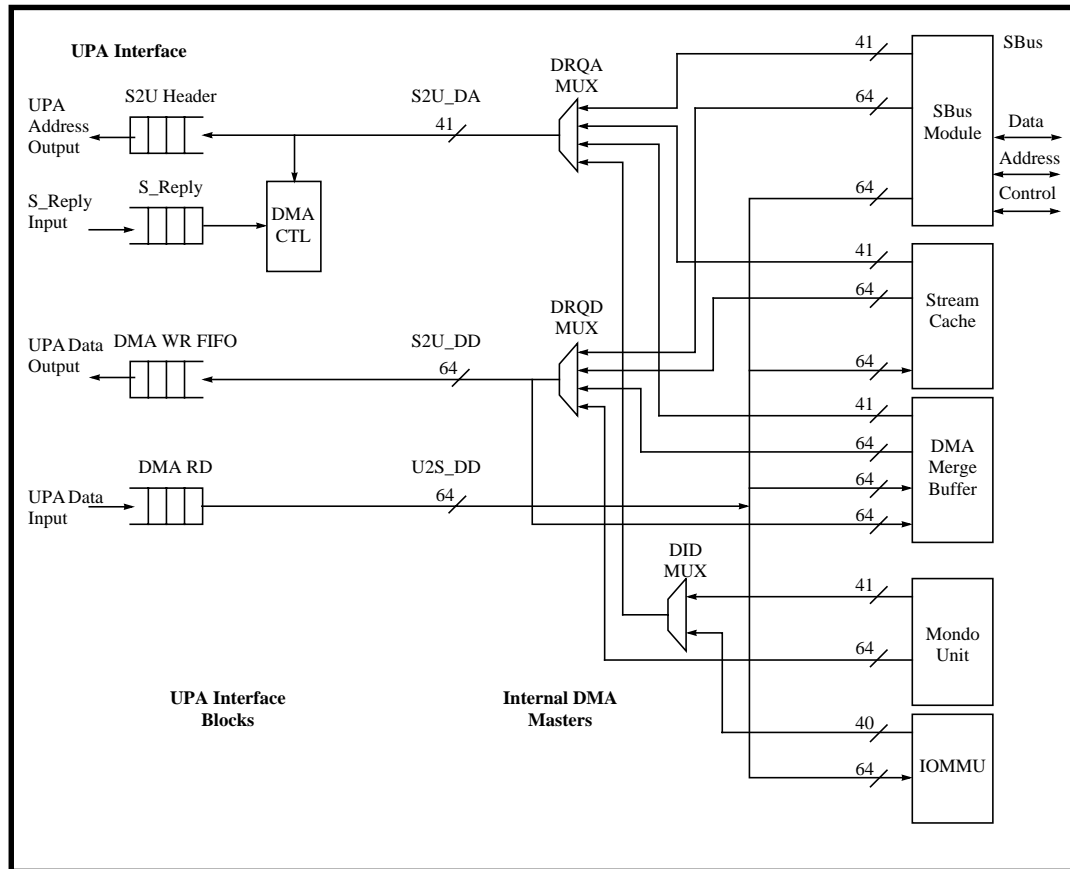 UPA Interface
S2U Header
UPA
Address
Output
S_Reply
Input
S_Reply
DMA
CTL
S2U_DA
41
DRQA
MUX
41
64
64
SBus
Module
SBus
Data
Address
Control
41
64
64
Stream
Cache
UPA Data
Output
DMA WR FIFO
S2U_DD
64
DRQD
MUX
41
64
64
64
DMA
Merge
Buffer
UPA Data
Input
DMA RD
U2S_DD
64
DID
MUX
41
64
Mondo
Unit
40
64
IOMMU
UPA Interface
Blocks
Internal DMA
Masters